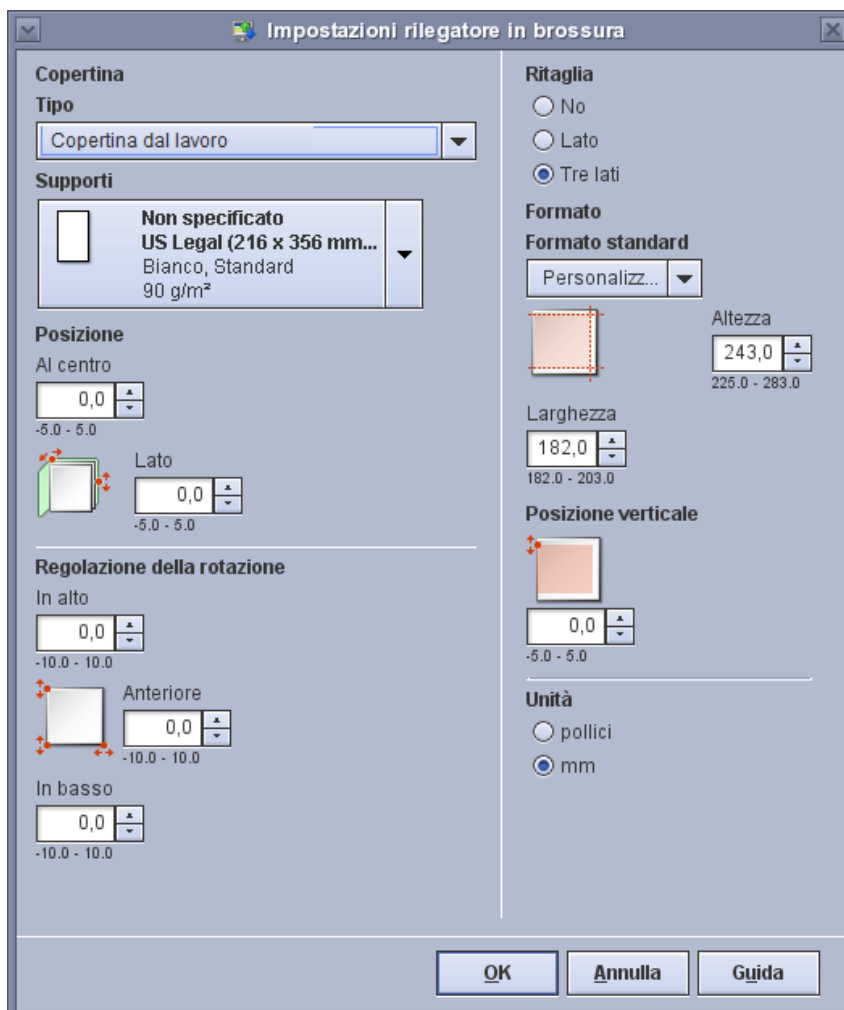 Impostazioni rilegatore in brossura
Copertina
Tipo
Copertina dal lavoro
Supporti
Non specificato
US Legal (216 x 356 mm...
Bianco, Standard
90 g/m²
Posizione
Al centro
0,0
-5.0 - 5.0
Lato
0,0
-5.0 - 5.0
Regolazione della rotazione
In alto
0,0
-10.0 - 10.0
Anteriore
0,0
-10.0 - 10.0
In basso
0,0
-10.0 - 10.0
Ritaglia
No
Lato
Tre lati
Formato
Formato standard
Personalizz...
Altezza
243,0
225.0 - 283.0
Larghezza
182,0
182.0 - 203.0
Posizione verticale
0,0
-5.0 - 5.0
Unità
pollici
mm
OK
Annulla
Guida